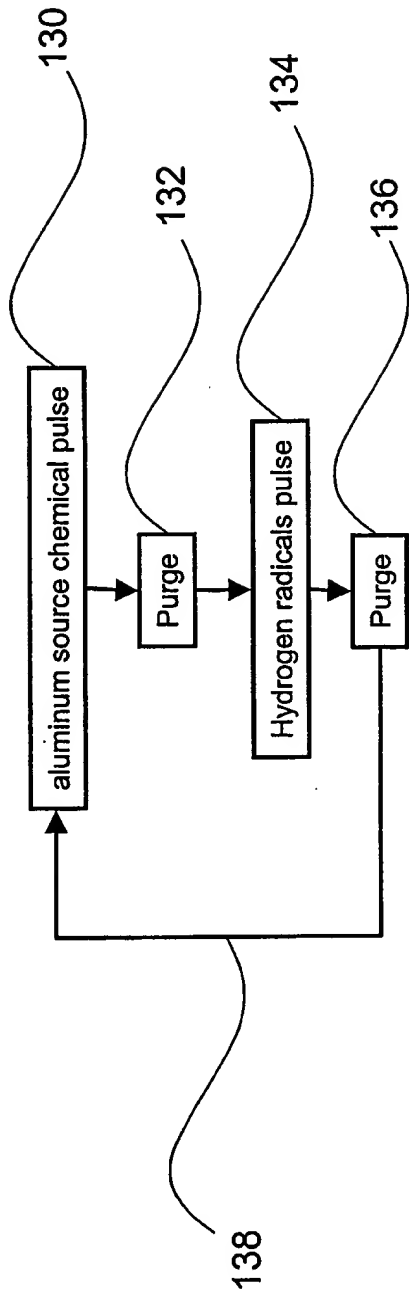 130
aluminum source chemical pulse
132
Purge
134
Hydrogen radicals pulse
136
Purge
138